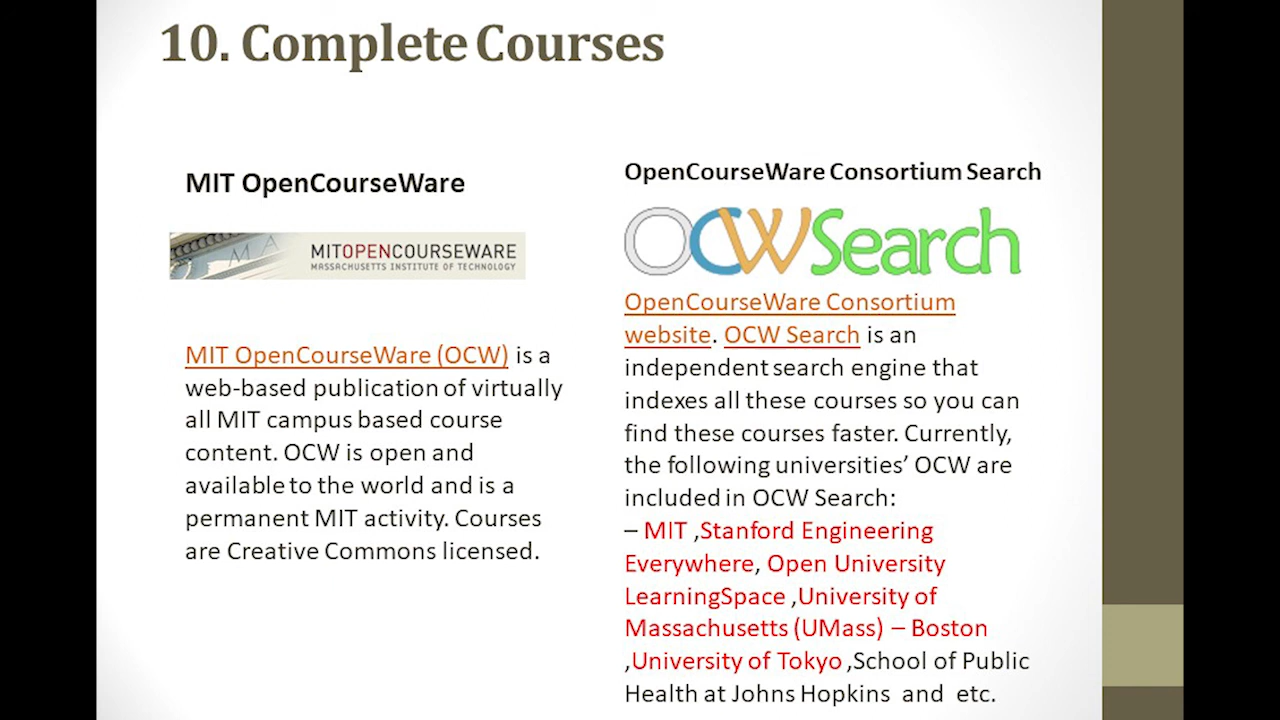 10. Complete Courses
MIT OpenCourseWare
MITOPENCOURSEWARE
MASSACHUSETTS INSTITUTE OF TECHNOLOGY
MIT OpenCourseWare (OCW) is a
web-based publication of virtually
all MIT campus based course
content. OCW is open and
available to the world and is a
permanent MIT activity. Courses
are Creative Commons licensed.
OpenCourseWare Consortium Search
OCWSearch
OpenCourseWare Consortium
website. OCW Search is an
independent search engine that
indexes all these courses so you can
find these courses faster. Currently,
the following universities’ OCW are
included in OCW Search:
– MIT ,Stanford Engineering
Everywhere, Open University
LearningSpace ,University of
Massachusetts (UMass) – Boston
,University of Tokyo ,School of Public
Health at Johns Hopkins and etc.